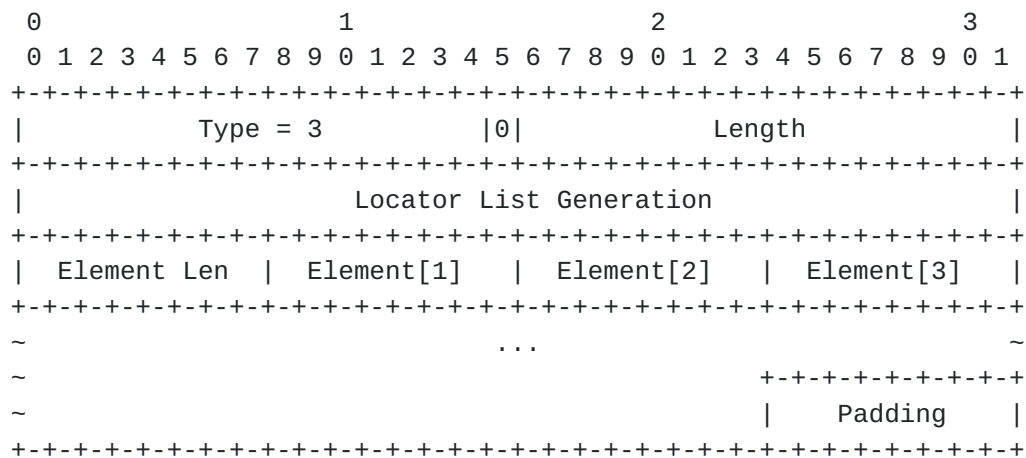 0                   1                   2                   3
 0 1 2 3 4 5 6 7 8 9 0 1 2 3 4 5 6 7 8 9 0 1 2 3 4 5 6 7 8 9 0 1
+-+-+-+-+-+-+-+-+-+-+-+-+-+-+-+-+-+-+-+-+-+-+-+-+-+-+-+-+-+-+-+-+
|           Type = 3          |0|            Length             |
+-+-+-+-+-+-+-+-+-+-+-+-+-+-+-+-+-+-+-+-+-+-+-+-+-+-+-+-+-+-+-+-+
|                     Locator List Generation                   |
+-+-+-+-+-+-+-+-+-+-+-+-+-+-+-+-+-+-+-+-+-+-+-+-+-+-+-+-+-+-+-+-+
|  Element Len  |  Element[1]   |  Element[2]   |  Element[3]   |
+-+-+-+-+-+-+-+-+-+-+-+-+-+-+-+-+-+-+-+-+-+-+-+-+-+-+-+-+-+-+-+-+
~                              ...                              ~
~                                               +-+-+-+-+-+-+-+-+
~                                               |    Padding    |
+-+-+-+-+-+-+-+-+-+-+-+-+-+-+-+-+-+-+-+-+-+-+-+-+-+-+-+-+-+-+-+-+